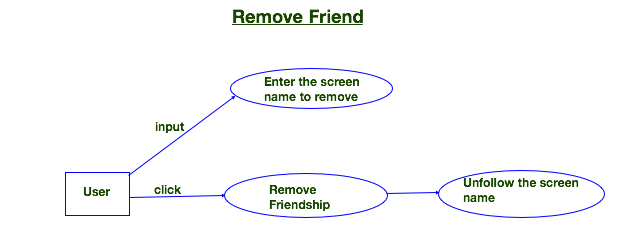 Remove Friend
Enter the screen
name to remove
input
User
click
Remove
Friendship
Unfollow the screen
name